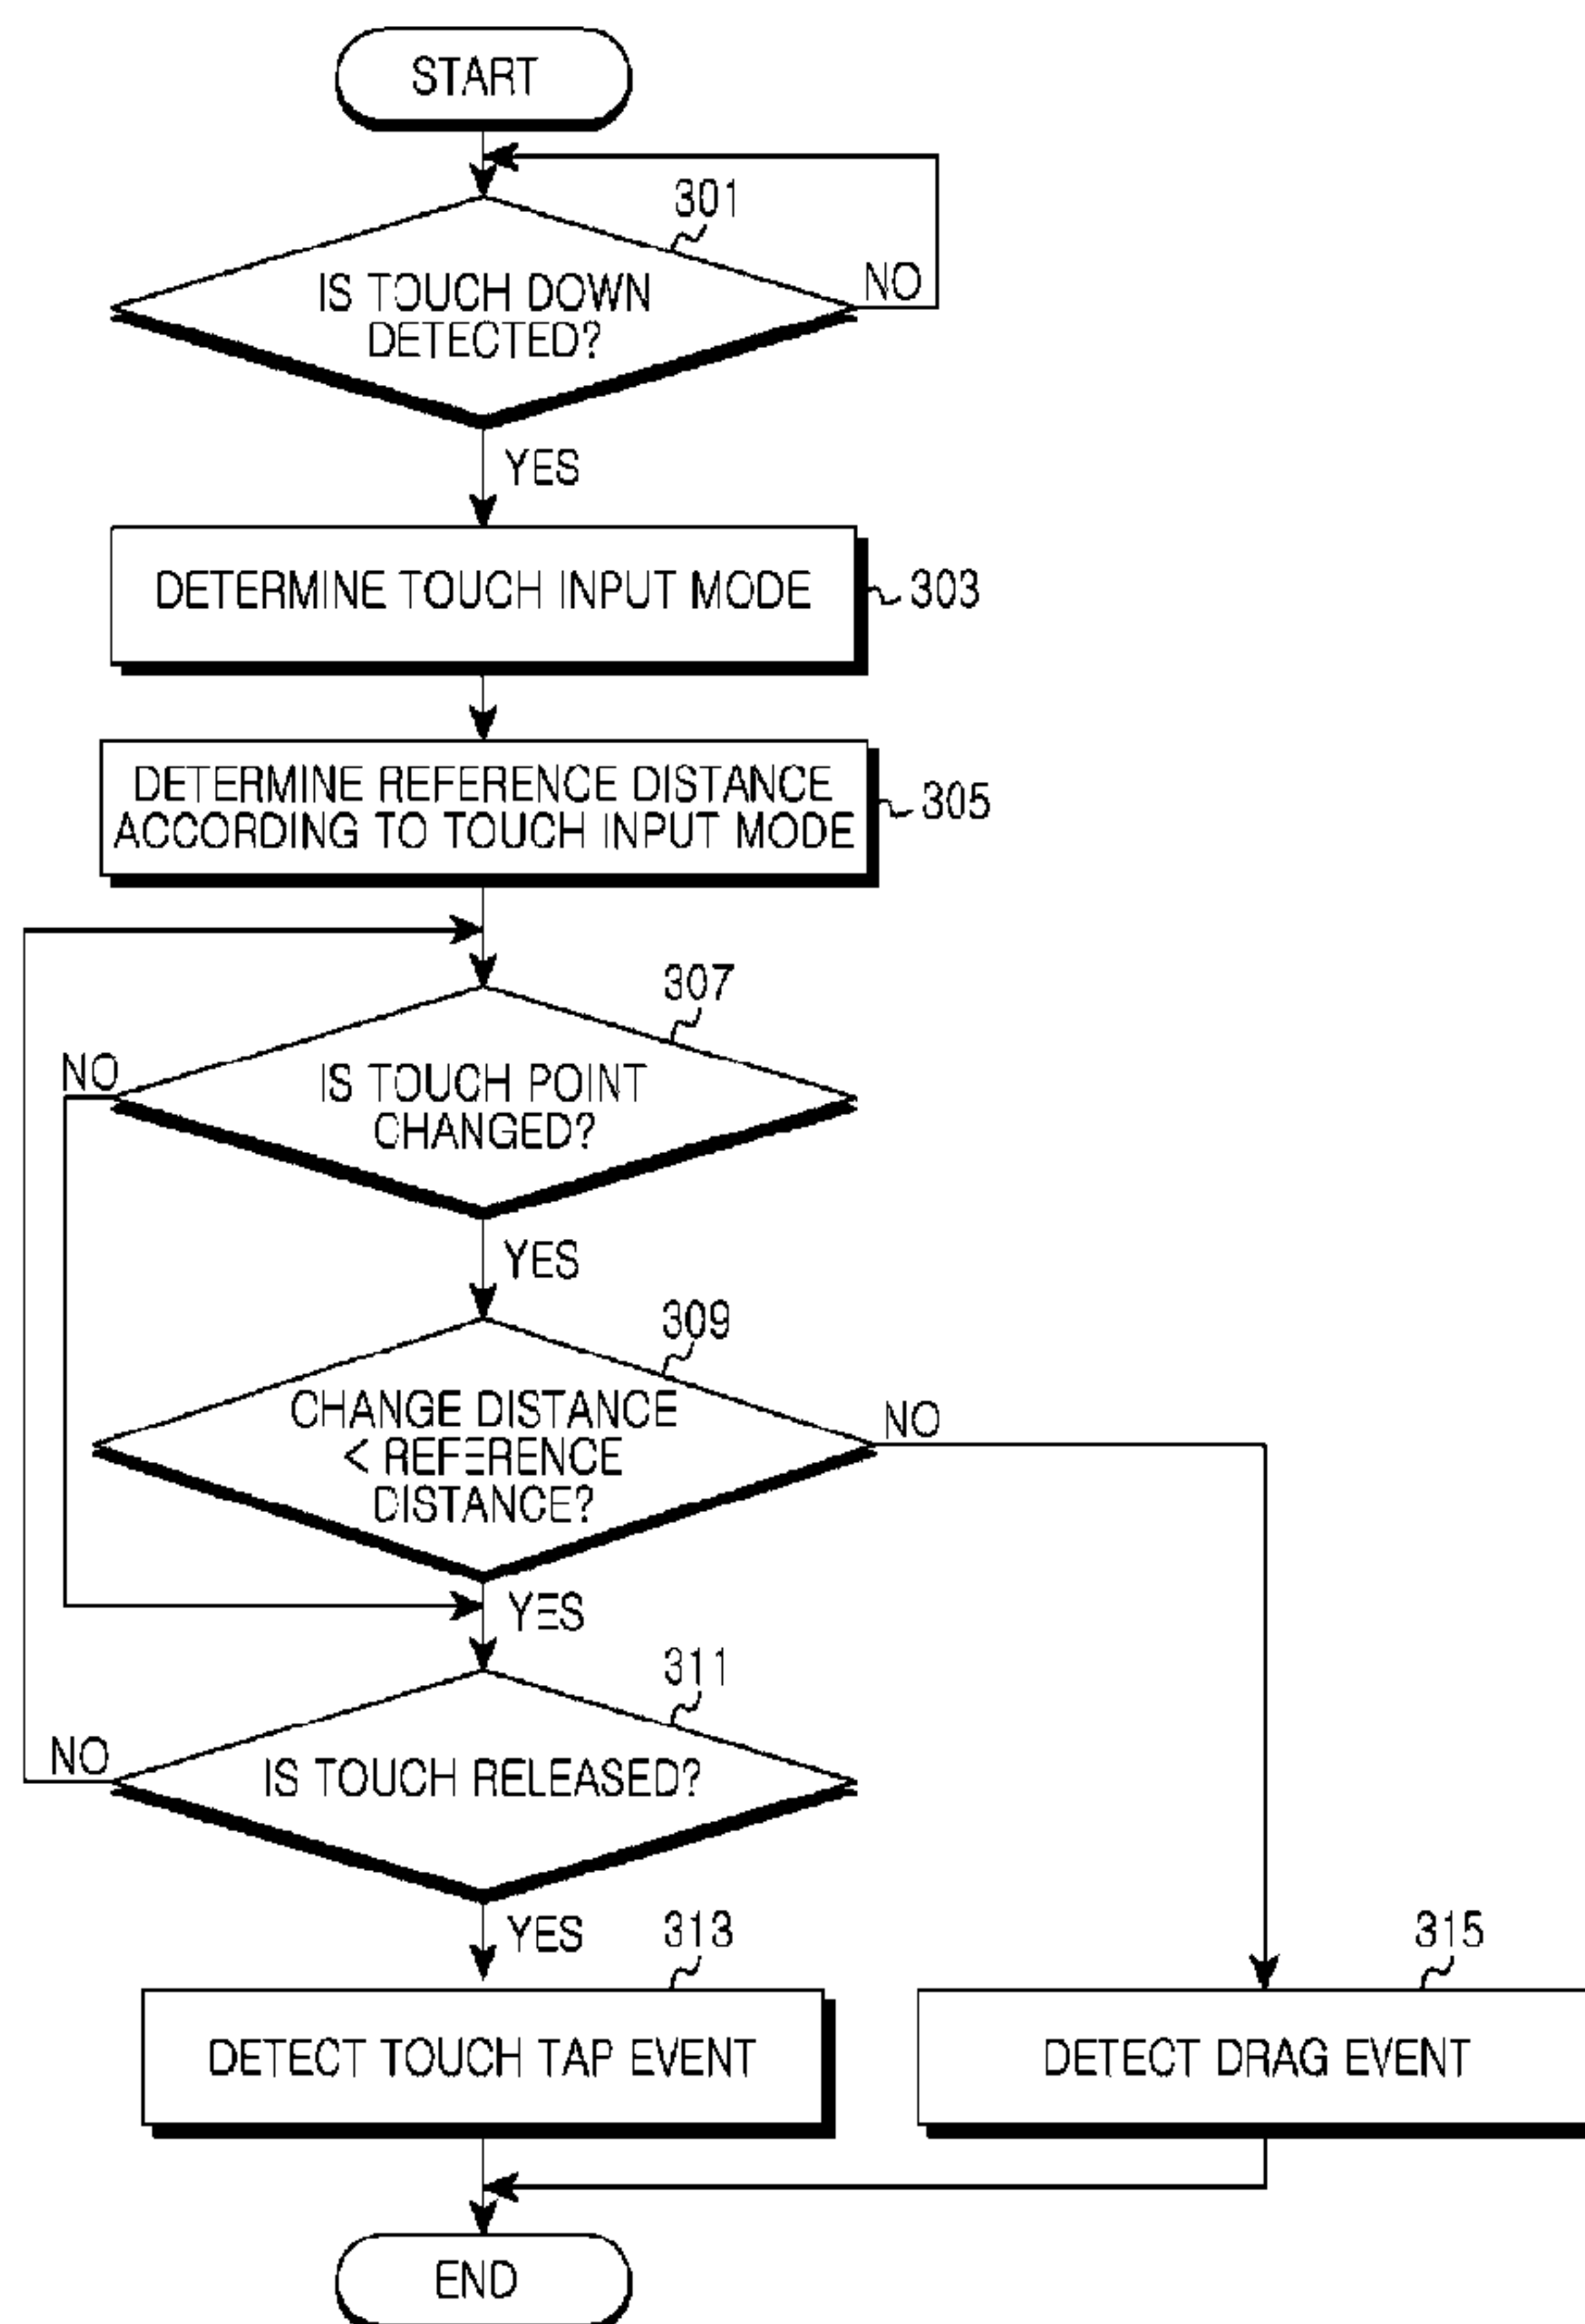 START
301
IS TOUCH DOWN
DETECTED?
NO
YES
DETERMINE TOUCH INPUT MODE
303
DETERMINE REFERENCE DISTANCE
ACCORDING TO TOUCH INPUT MODE
305
307
NO
IS TOUCH POINT
CHANGED?
YES
309
CHANGE DISTANCE
< REFERENCE
DISTANCE?
NO
YES
311
NO
IS TOUCH RELEASED?
YES
313
315
DETECT TOUCH TAP EVENT
DETECT DRAG EVENT
END